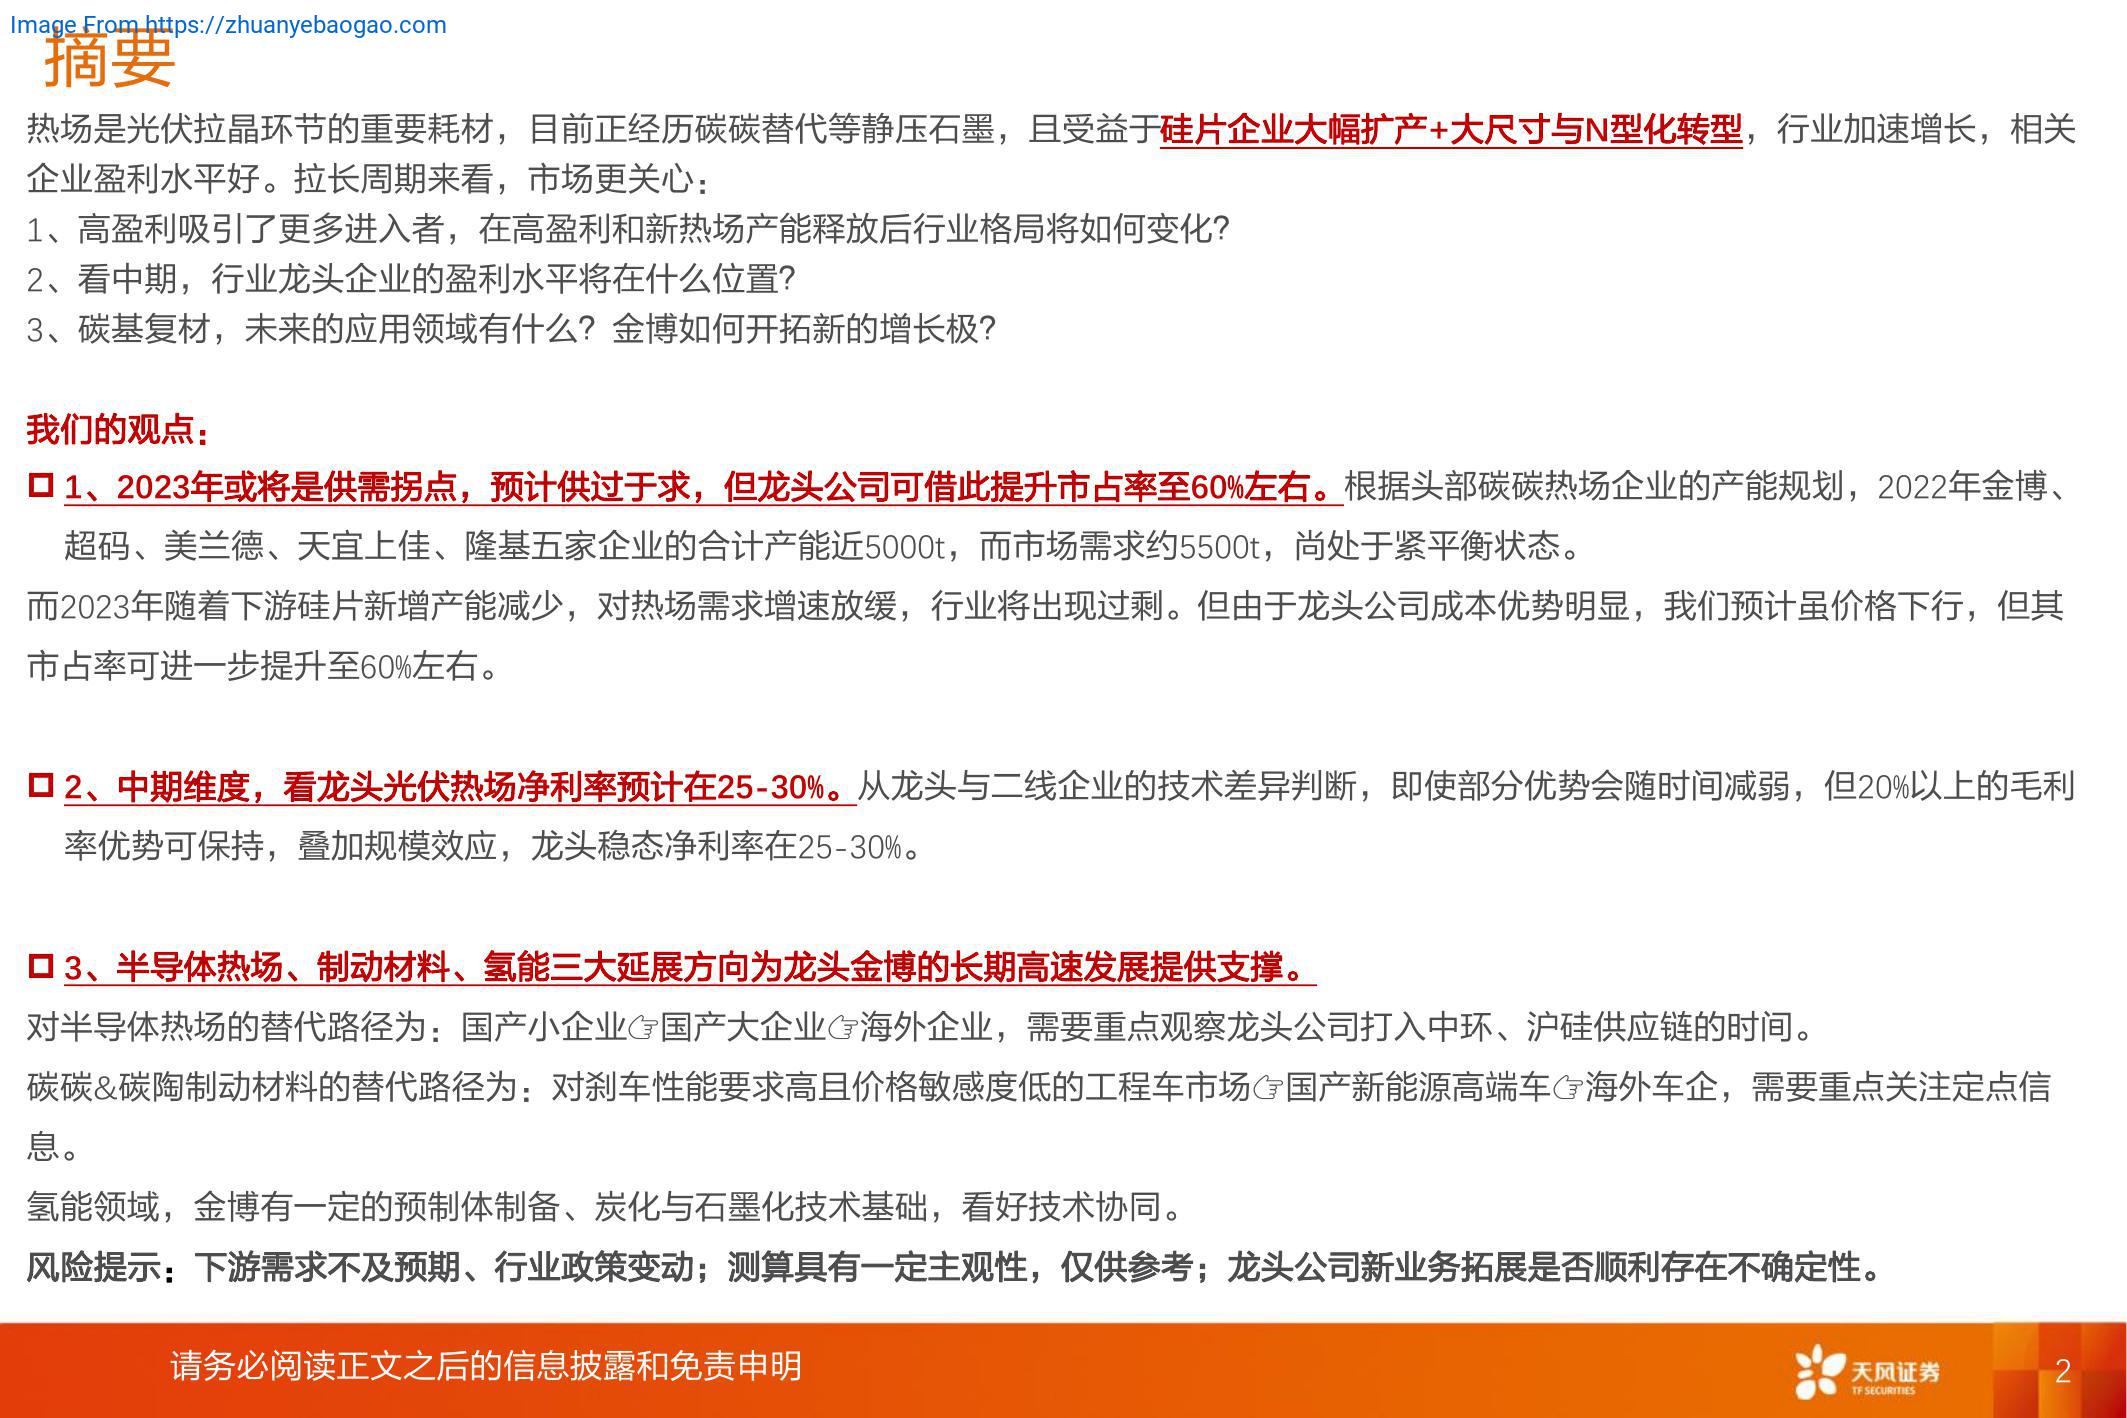 Image From https://zhuanyebaogao.com
摘要
热场是光伏拉晶环节的重要耗材，目前正经历碳碳替代等静压石墨，且受益于硅片企业大幅扩产+大尺寸与N型化转型，行业加速增长，相关
企业盈利水平好。拉长周期来看，市场更关心：
1、高盈利吸引了更多进入者，在高盈利和新热场产能释放后行业格局将如何变化？
2、看中期，行业龙头企业的盈利水平将在什么位置？
3、碳基复材，未来的应用领域有什么？金博如何开拓新的增长极？
我们的观点：
❑ 1、2023年或将是供需拐点，预计供过于求，但龙头公司可借此提升市占率至60%左右。根据头部碳碳热场企业的产能规划，2022年金博、
超码、美兰德、天宜上佳、隆基五家企业的合计产能近5000t，而市场需求约5500t，尚处于紧平衡状态。
而2023年随着下游硅片新增产能减少，对热场需求增速放缓，行业将出现过剩。但由于龙头公司成本优势明显，我们预计虽价格下行，但其
市占率可进一步提升至60%左右。
❑ 2、中期维度，看龙头光伏热场净利率预计在25-30%。从龙头与二线企业的技术差异判断，即使部分优势会随时间减弱，但20%以上的毛利
率优势可保持，叠加规模效应，龙头稳态净利率在25-30%。
❑ 3、半导体热场、制动材料、氢能三大延展方向为龙头金博的长期高速发展提供支撑。
对半导体热场的替代路径为：国产小企业☞国产大企业☞海外企业，需要重点观察龙头公司打入中环、沪硅供应链的时间。
碳碳&碳陶制动材料的替代路径为：对刹车性能要求高且价格敏感度低的工程车市场☞国产新能源高端车☞海外车企，需要重点关注定点信
息。
氢能领域，金博有一定的预制体制备、炭化与石墨化技术基础，看好技术协同。
风险提示：下游需求不及预期、行业政策变动；测算具有一定主观性，仅供参考；龙头公司新业务拓展是否顺利存在不确定性。
请务必阅读正文之后的信息披露和免责申明
天风证券
TF SECURITIES
2